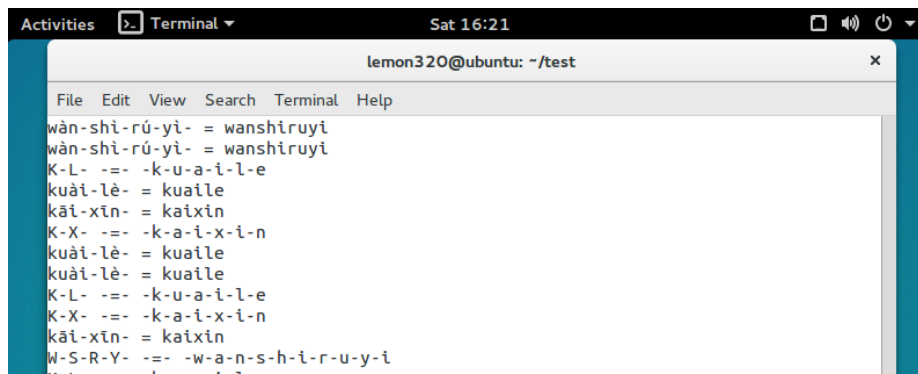 Activities Terminal Sat 16:21
lemon320@ubuntu: ~/test ×
File Edit View Search Terminal Help
wàn-shì-rú-yì- = wanshiruyi
wàn-shì-rú-yì- = wanshiruyi
K-L- -=- -k-u-a-i-l-e
kuài-lè- = kuaile
kāi-xīn- = kaixin
K-X- -=- -k-a-i-x-i-n
kuài-lè- = kuaile
kuài-lè- = kuaile
K-L- -=- -k-u-a-i-l-e
K-X- -=- -k-a-i-x-i-n
kāi-xīn- = kaixin
W-S-R-Y- -=- -w-a-n-s-h-i-r-u-y-i